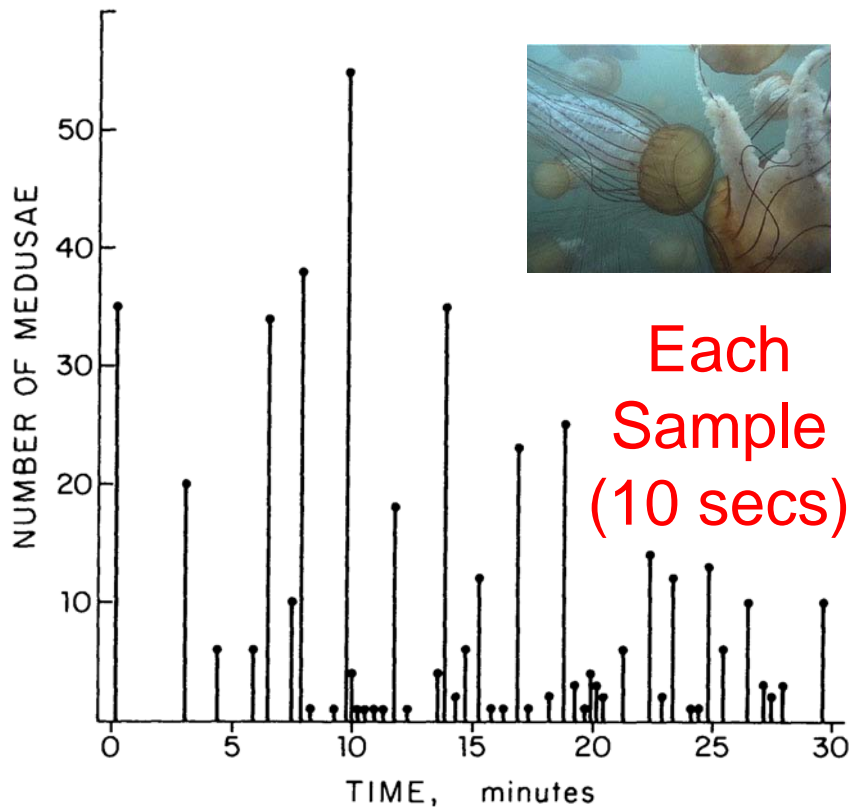 50
40
30
20
10
NUMBER OF MEDUSAE
Each
Sample
(10 secs)
0 5 10 15 20 25 30
TIME, minutes